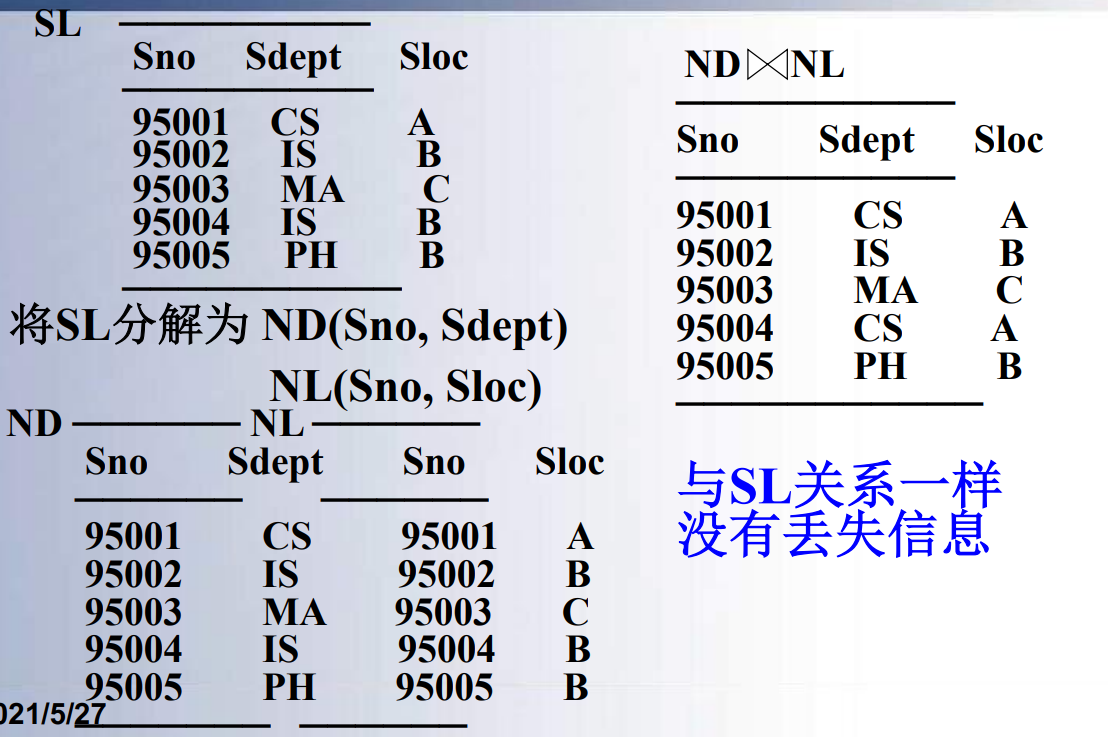 SL
Sno Sdept Sloc
95001 CS A
95002 IS B
95003 MA C
95004 IS B
95005 PH B
将SL分解为 ND(Sno, Sdept)
NL(Sno, Sloc)
ND NL
Sno Sdept Sno Sloc
95001 CS 95001 A
95002 IS 95002 B
95003 MA 95003 C
95004 IS 95004 B
95005 PH 95005 B
021/5/27
ND⋈NL
Sno Sdept Sloc
95001 CS A
95002 IS B
95003 MA C
95004 CS A
95005 PH B
与SL关系一样
没有丢失信息